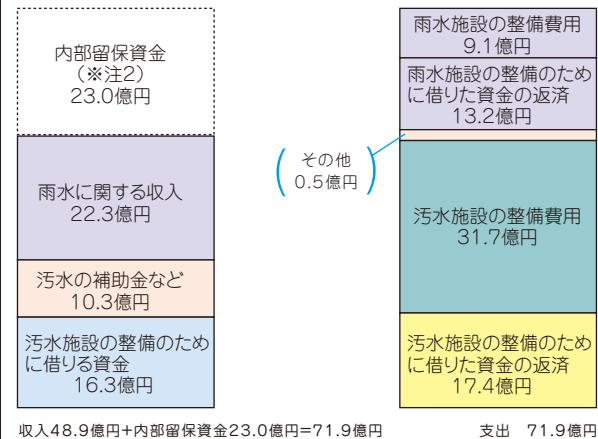 内部留保資金
（※注2）
23.0億円
雨水に関する収入
22.3億円
汚水の補助金など
10.3億円
汚水施設の整備のため
に借りる資金
16.3億円
雨水施設の整備費用
9.1億円
雨水施設の整備のため
に借りた資金の返済
13.2億円
その他
0.5億円
汚水施設の整備費用
31.7億円
汚水施設の整備のため
に借りた資金の返済
17.4億円
収入48.9億円+内部留保資金23.0億円=71.9億円
支出　71.9億円